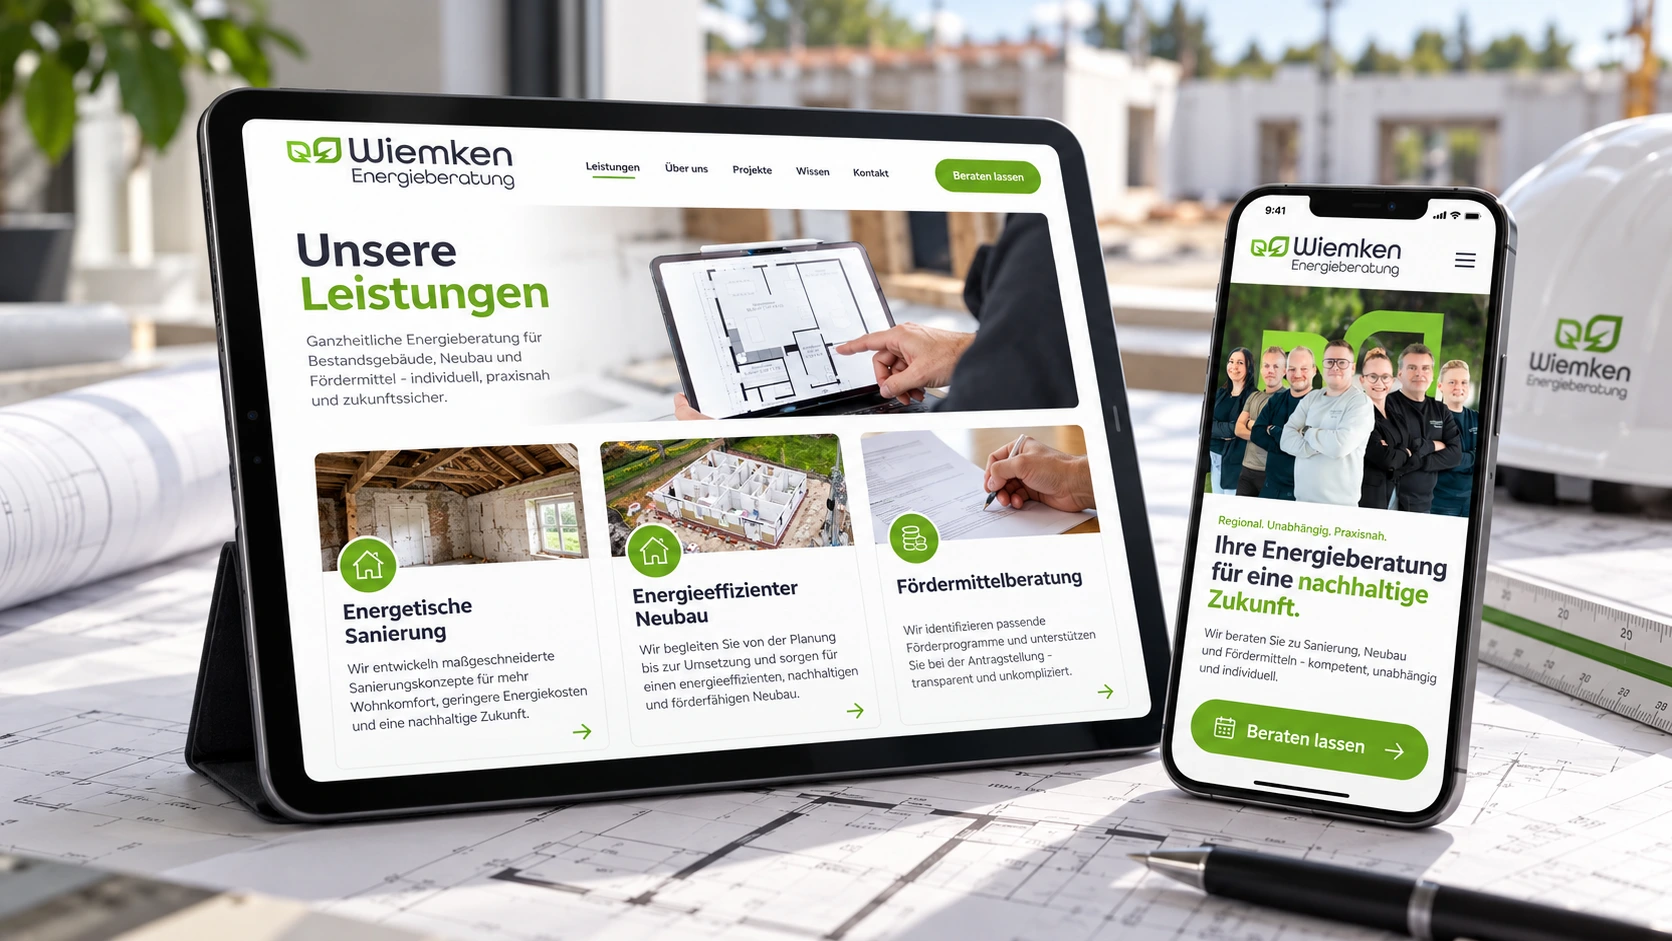 Wiemken
Energieberatung
Leistungen
Über uns
Projekte
Wissen
Kontakt
Beraten lassen
Unsere
Leistungen
Ganzheitliche Energieberatung für
Bestandsgebäude, Neubau und
Fördermittel - individuell, praxisnah
und zukunftssicher.
Energetische
Sanierung
Wir entwickeln maßgeschneiderte
Sanierungskonzepte für mehr
Wohnkomfort, geringere Energiekosten
und eine nachhaltige Zukunft.
Energieeffizienter
Neubau
Wir begleiten Sie von der Planung
bis zur Umsetzung und sorgen für
einen energieeffizienten, nachhaltigen
und förderfähigen Neubau.
Fördermittelberatung
Wir identifizieren passende
Förderprogramme und unterstützen
Sie bei der Antragstellung -
transparent und unkompliziert.
9:41
Wiemken
Energieberatung
Regional. Unabhängig. Praxisnah.
Ihre Energieberatung
für eine nachhaltige
Zukunft.
Wir beraten Sie zu Sanierung, Neubau
und Fördermitteln - kompetent, unabhängig
und individuell.
Beraten lassen
Wiemken
Energieberatung